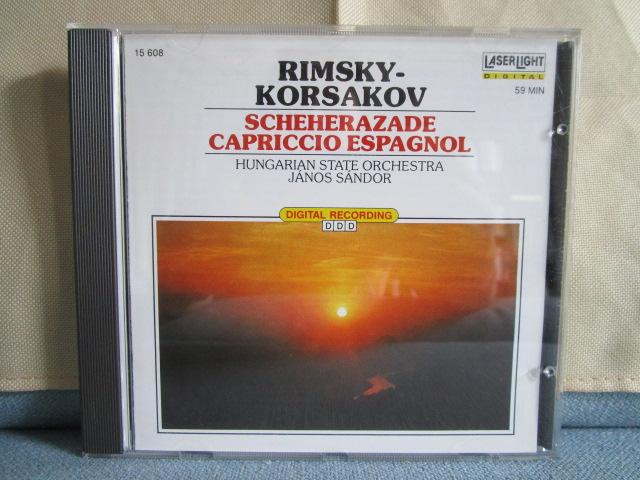 15 608
LASERLIGHT
DIGITAL
59 MIN
RIMSKY-
KORSAKOV
SCHEHERAZADE
CAPRICCIO ESPAGNOL
HUNGARIAN STATE ORCHESTRA
JÁNOS SÁNDOR
DIGITAL RECORDING
DDD